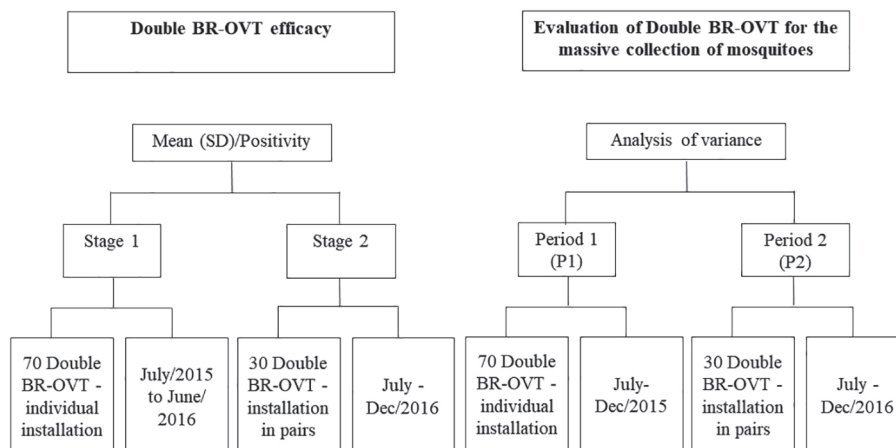 Double BR-OVT efficacy
Evaluation of Double BR-OVT for the
massive collection of mosquitoes
Mean (SD)/Positivity
Analysis of variance
Stage 1
Stage 2
Period 1
(P1)
Period 2
(P2)
70 Double
BR-OVT -
individual
installation
July/2015
to June/
2016
30 Double
BR-OVT -
installation
in pairs
July -
Dec/2016
70 Double
BR-OVT -
individual
installation
July-
Dec/2015
30 Double
BR-OVT -
installation
in pairs
July -
Dec/2016